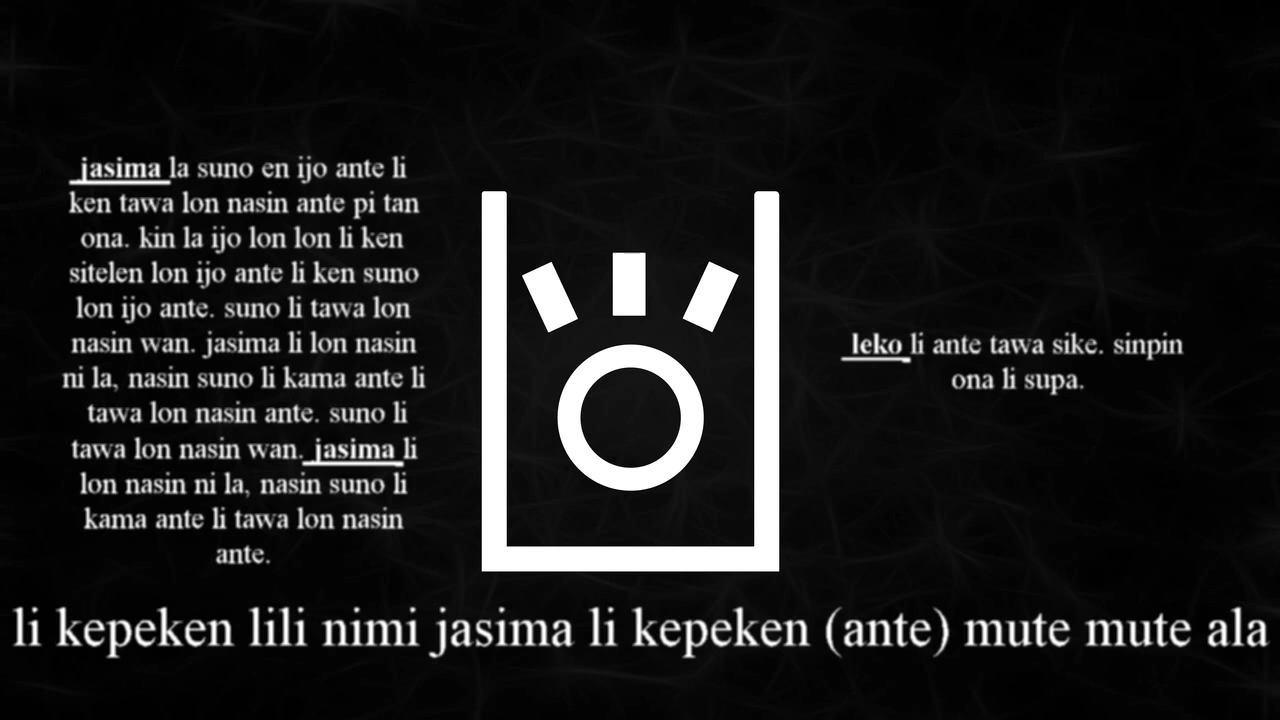 jasima la suno en ijo ante li
ken tawa lon nasin ante pi tan
ona. kin la ijo lon lon li ken
sitelen lon ijo ante li ken suno
lon ijo ante. suno li tawa lon
nasin wan. jasima li lon nasin
ni la, nasin suno li kama ante li
tawa lon nasin ante. suno li
tawa lon nasin wan. jasima li
lon nasin ni la, nasin suno li
kama ante li tawa lon nasin
ante.
leko li ante tawa sike. sinpin
ona li supa.
li kepeken lili nimi jasima li kepeken (ante) mute mute ala